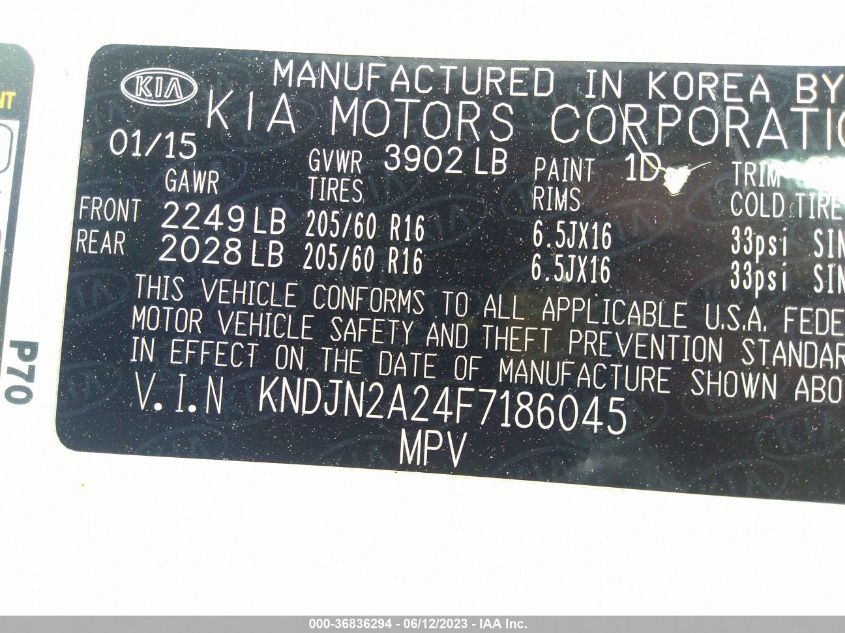 NT
P70
KIA
MANUFACTURED IN KOREA BY
KIA MOTORS CORPORATIO
01/15 GVWR 3902 LB PAINT 1D TRIM
GAWR TIRES RIMS COLD TIRE
FRONT 2249 LB 205/60 R16 6.5JX16 33psi SIN
REAR 2028 LB 205/60 R16 6.5JX16 33psi SIN
THIS VEHICLE CONFORMS TO ALL APPLICABLE U.S.A. FEDE
MOTOR VEHICLE SAFETY AND THEFT PREVENTION STANDAR
IN EFFECT ON THE DATE OF MANUFACTURE SHOWN ABO
V.I.N KNDJN2A24F7186045
MPV
000-36836294 - 06/12/2023 - IAA Inc.